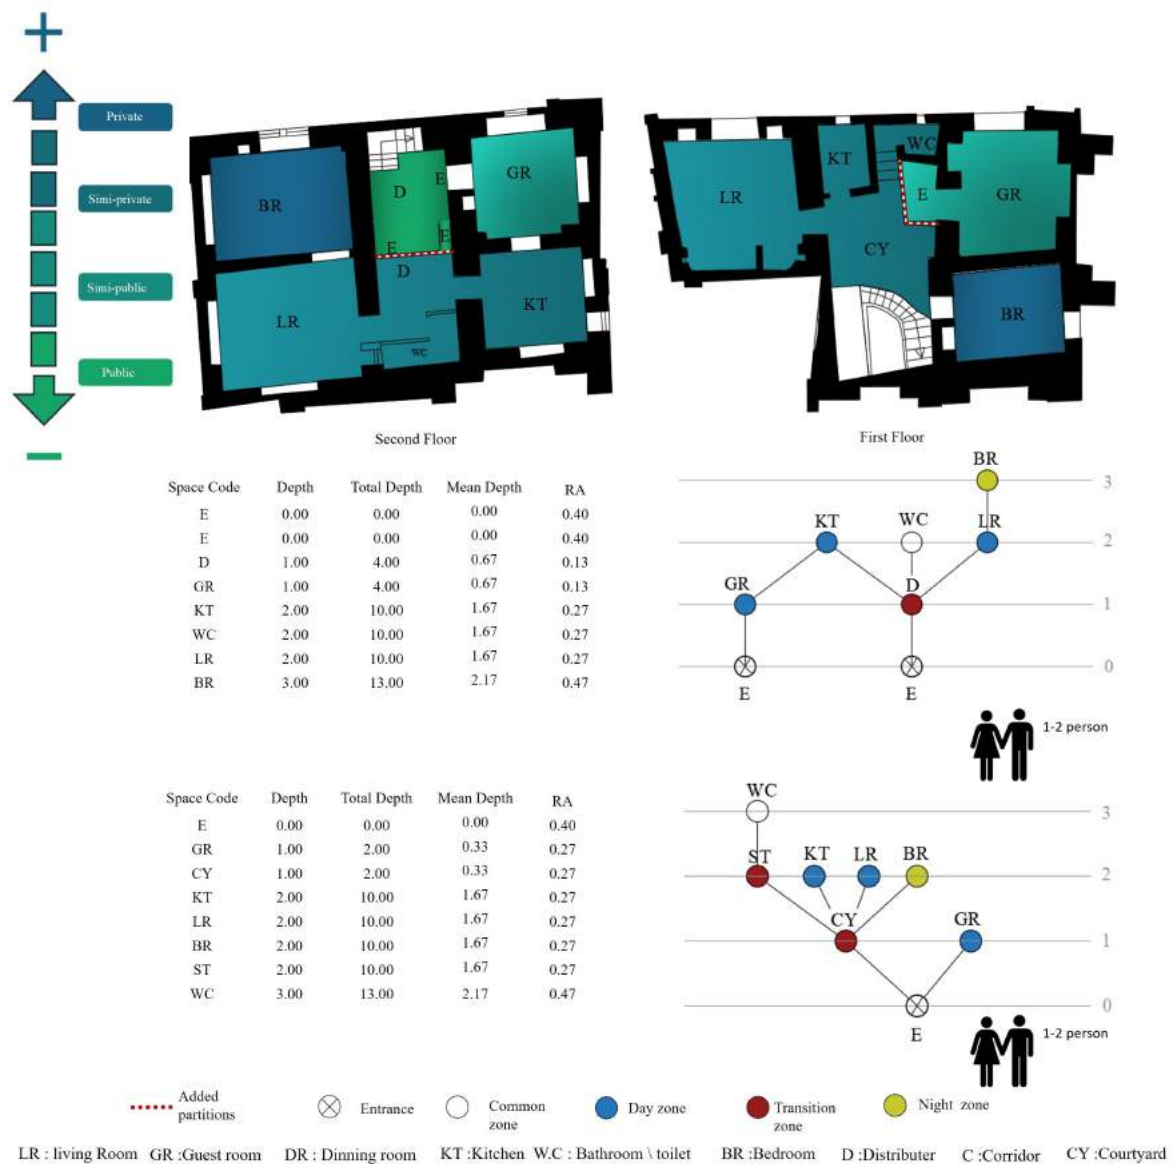 Private
Simi-private
Simi-public
Public
BR
D
E
GR
E
E
D
LR
KT
WC
Second Floor
LR
KT
WC
E
GR
CY
BR
First Floor
Space Code Depth Total Depth Mean Depth RA
E 0.00 0.00 0.00 0.40
E 0.00 0.00 0.00 0.40
D 1.00 4.00 0.67 0.13
GR 1.00 4.00 0.67 0.13
KT 2.00 10.00 1.67 0.27
WC 2.00 10.00 1.67 0.27
LR 2.00 10.00 1.67 0.27
BR 3.00 13.00 2.17 0.47
BR
3
KT WC LR
2
GR D
1
0
E E
1-2 person
Space Code Depth Total Depth Mean Depth RA
E 0.00 0.00 0.00 0.40
GR 1.00 2.00 0.33 0.27
CY 1.00 2.00 0.33 0.27
KT 2.00 10.00 1.67 0.27
LR 2.00 10.00 1.67 0.27
BR 2.00 10.00 1.67 0.27
ST 2.00 10.00 1.67 0.27
WC 3.00 13.00 2.17 0.47
WC
3
ST KT LR BR
2
CY GR
1
0
E
1-2 person
Added
partitions
Entrance
Common
zone
Day zone
Transition
zone
Night zone
LR : living Room GR :Guest room DR : Dinning room KT :Kitchen W.C : Bathroom \ toilet BR :Bedroom D :Distributer C :Corridor CY :Courtyard